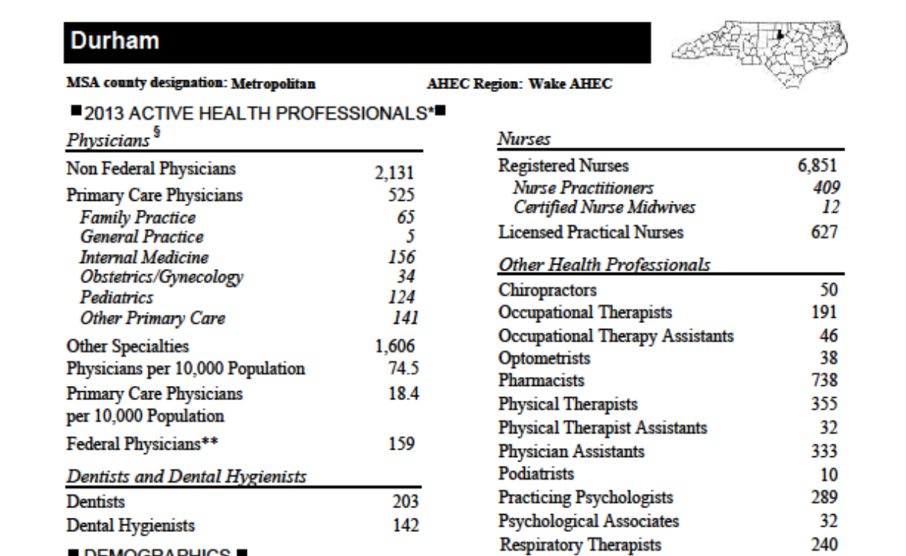 Durham
MSA county designation: Metropolitan
AHEC Region: Wake AHEC
■2013 ACTIVE HEALTH PROFESSIONALS*■
Physicians§
Non Federal Physicians 2,131
Primary Care Physicians 525
Family Practice 65
General Practice 5
Internal Medicine 156
Obstetrics/Gynecology 34
Pediatrics 124
Other Primary Care 141
Other Specialties 1,606
Physicians per 10,000 Population 74.5
Primary Care Physicians 18.4
per 10,000 Population
Federal Physicians** 159
Dentists and Dental Hygienists
Dentists 203
Dental Hygienists 142
■ DEMOGRAPHICS ■
Nurses
Registered Nurses 6,851
Nurse Practitioners 409
Certified Nurse Midwives 12
Licensed Practical Nurses 627
Other Health Professionals
Chiropractors 50
Occupational Therapists 191
Occupational Therapy Assistants 46
Optometrists 38
Pharmacists 738
Physical Therapists 355
Physical Therapist Assistants 32
Physician Assistants 333
Podiatrists 10
Practicing Psychologists 289
Psychological Associates 32
Respiratory Therapists 240